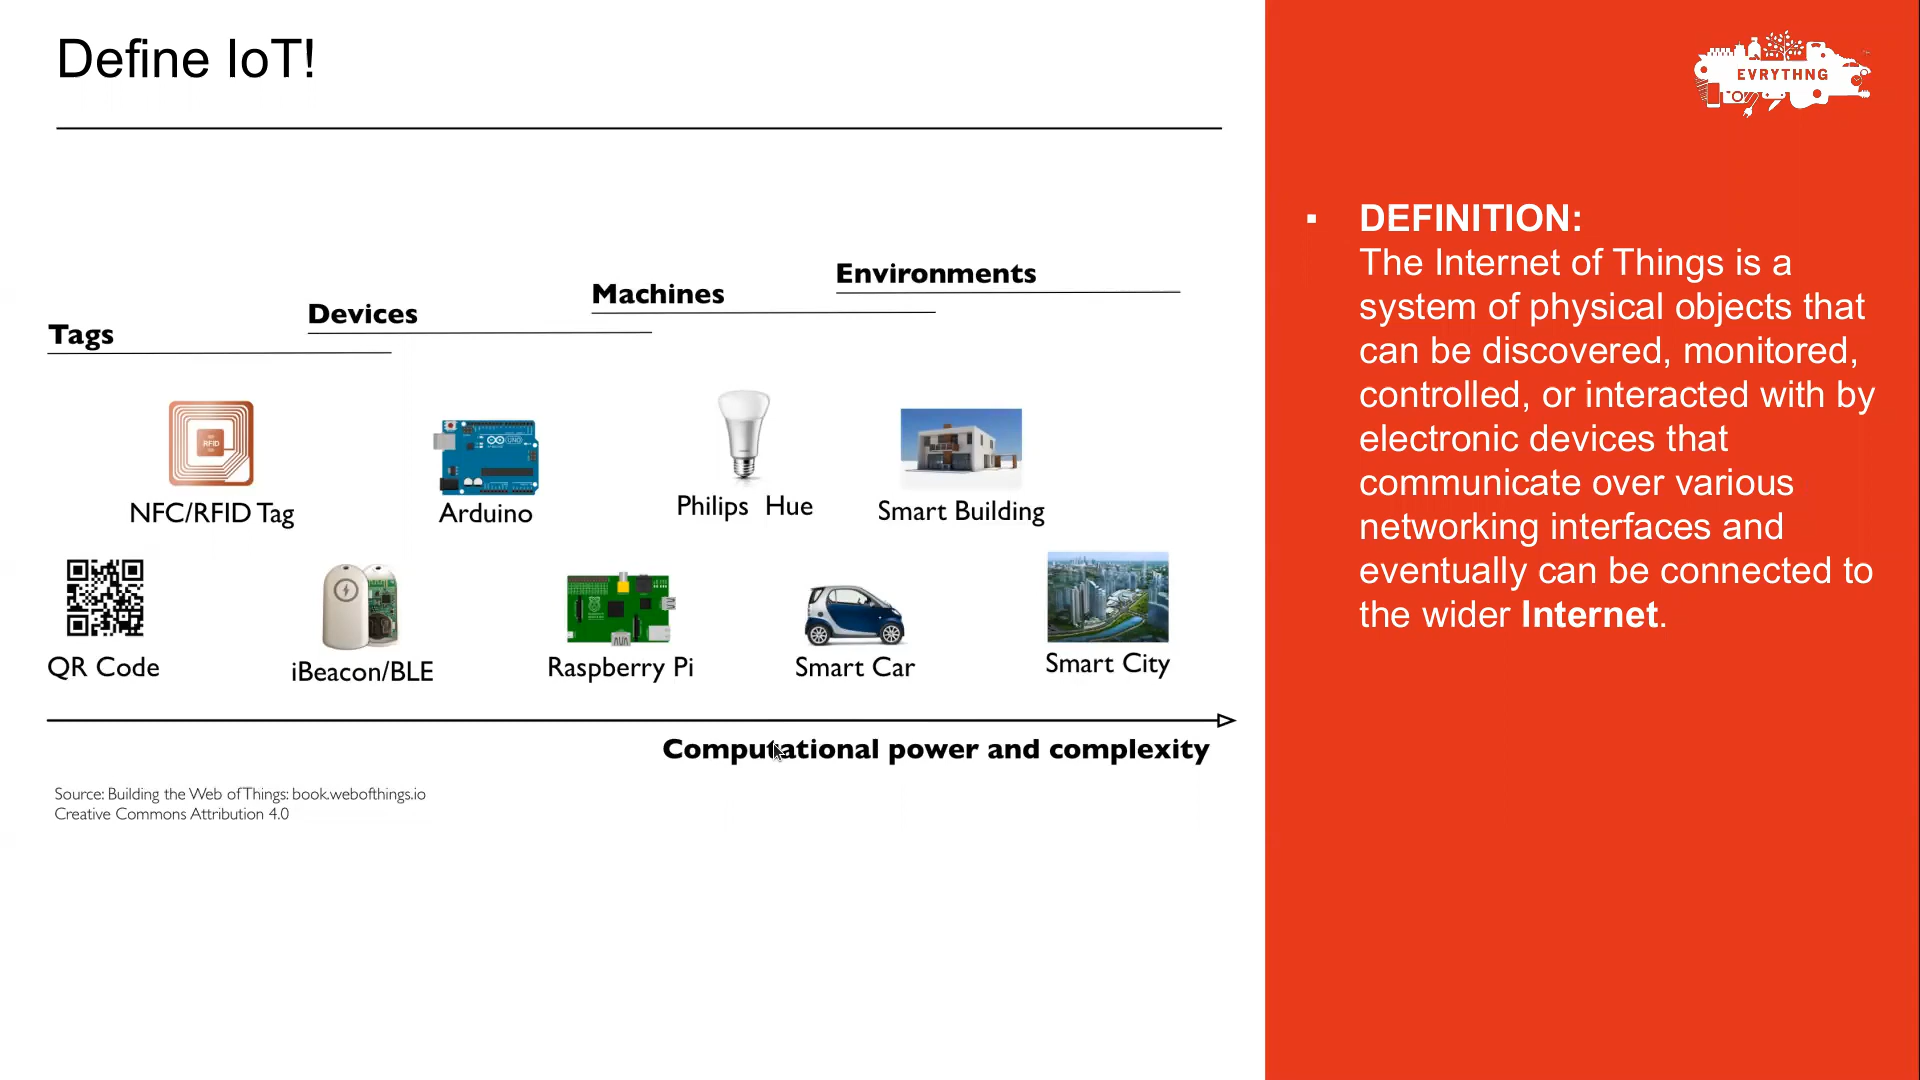 Define IoT!
EVRYTHNG
Tags
Devices
Machines
Environments
RFID
UNO
NFC/RFID Tag
Arduino
Philips Hue
Smart Building
QR Code
iBeacon/BLE
Raspberry Pi
Smart Car
Smart City
Computational power and complexity
Source: Building the Web of Things: book.webofthings.io
Creative Commons Attribution 4.0
▪ DEFINITION:
The Internet of Things is a
system of physical objects that
can be discovered, monitored,
controlled, or interacted with by
electronic devices that
communicate over various
networking interfaces and
eventually can be connected to
the wider Internet.